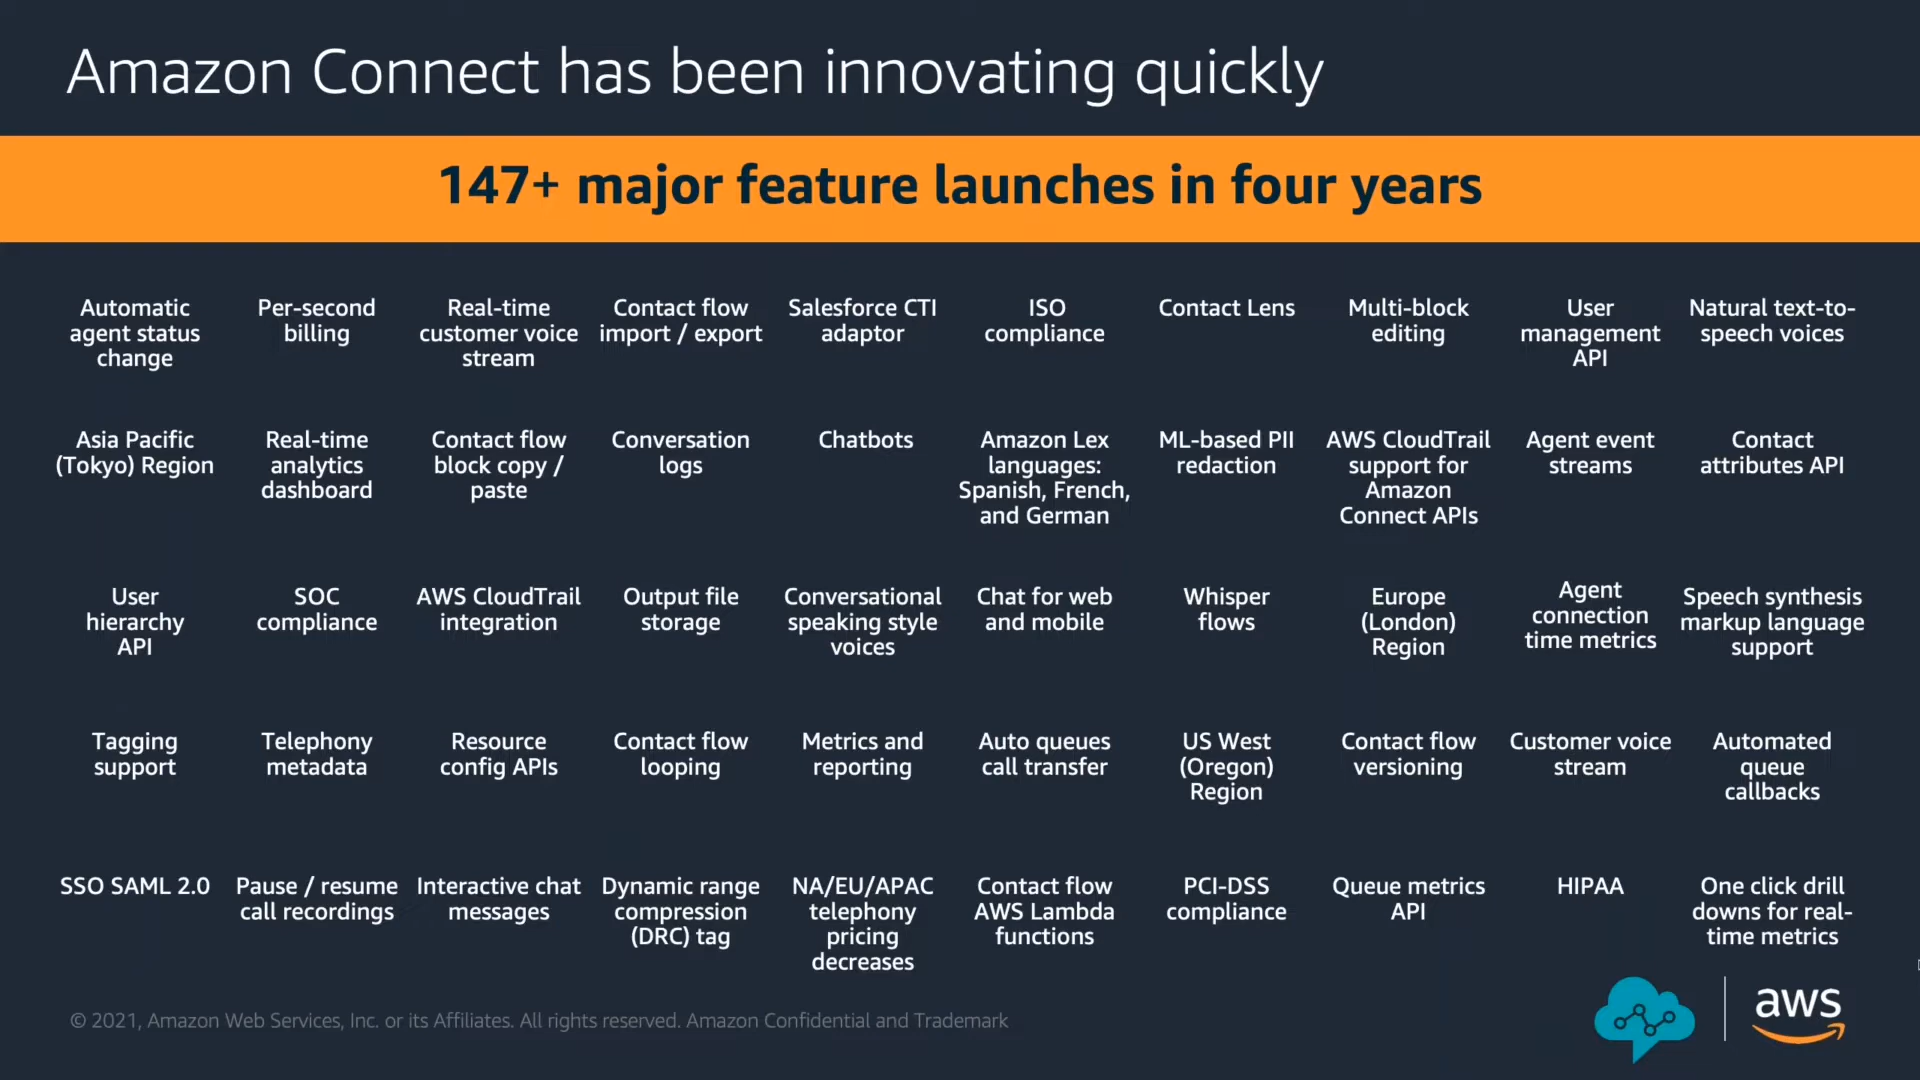 Amazon Connect has been innovating quickly
147+ major feature launches in four years
Automatic
agent status
change
Per-second
billing
Real-time
customer voice
stream
Contact flow
import / export
Salesforce CTI
adaptor
ISO
compliance
Contact Lens
Multi-block
editing
User
management
API
Natural text-to-
speech voices
Asia Pacific
(Tokyo) Region
Real-time
analytics
dashboard
Contact flow
block copy /
paste
Conversation
logs
Chatbots
Amazon Lex
languages:
Spanish, French,
and German
ML-based PII
redaction
AWS CloudTrail
support for
Amazon
Connect APIs
Agent event
streams
Contact
attributes API
User
hierarchy
API
SOC
compliance
AWS CloudTrail
integration
Output file
storage
Conversational
speaking style
voices
Chat for web
and mobile
Whisper
flows
Europe
(London)
Region
Agent
connection
time metrics
Speech synthesis
markup language
support
Tagging
support
Telephony
metadata
Resource
config APIs
Contact flow
looping
Metrics and
reporting
Auto queues
call transfer
US West
(Oregon)
Region
Contact flow
versioning
Customer voice
stream
Automated
queue
callbacks
SSO SAML 2.0
Pause / resume
call recordings
Interactive chat
messages
Dynamic range
compression
(DRC) tag
NA/EU/APAC
telephony
pricing
decreases
Contact flow
AWS Lambda
functions
PCI-DSS
compliance
Queue metrics
API
HIPAA
One click drill
downs for real-
time metrics
© 2021, Amazon Web Services, Inc. or its Affiliates. All rights reserved. Amazon Confidential and Trademark
aws